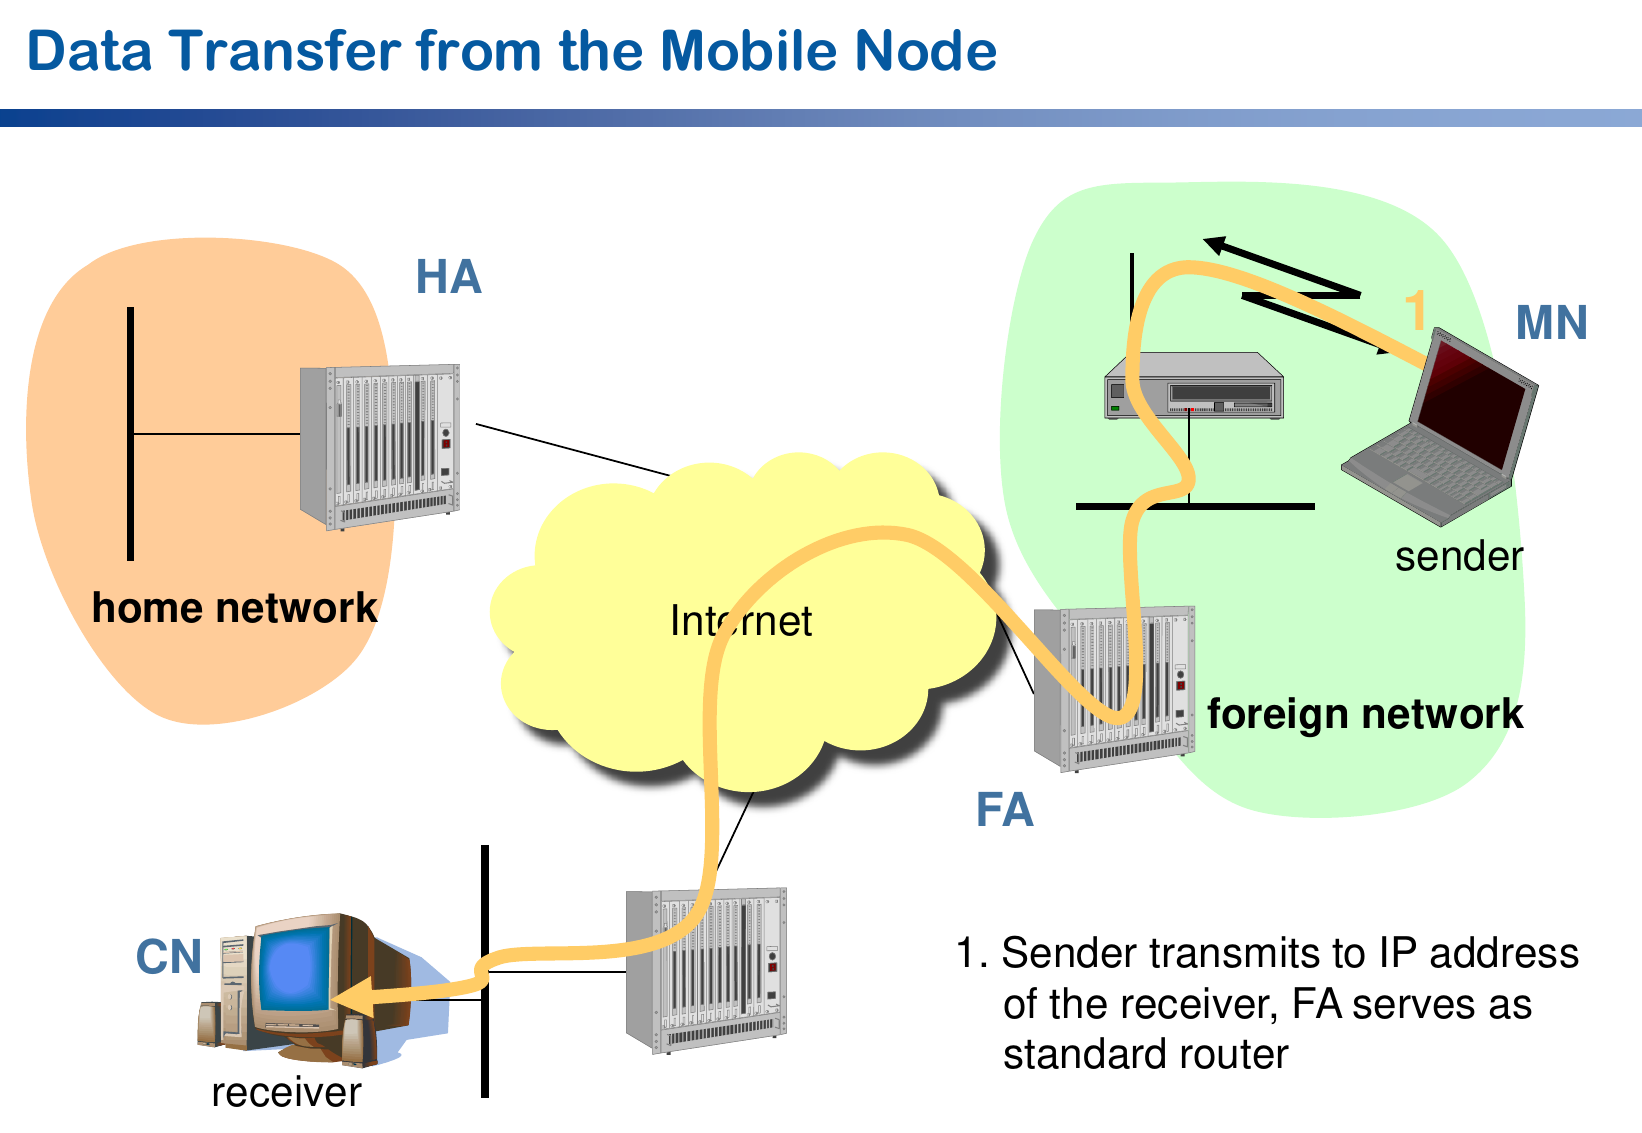 Data Transfer from the Mobile Node
HA
1
MN
sender
home network
Internet
foreign network
FA
CN
receiver
1. Sender transmits to IP address
of the receiver, FA serves as
standard router